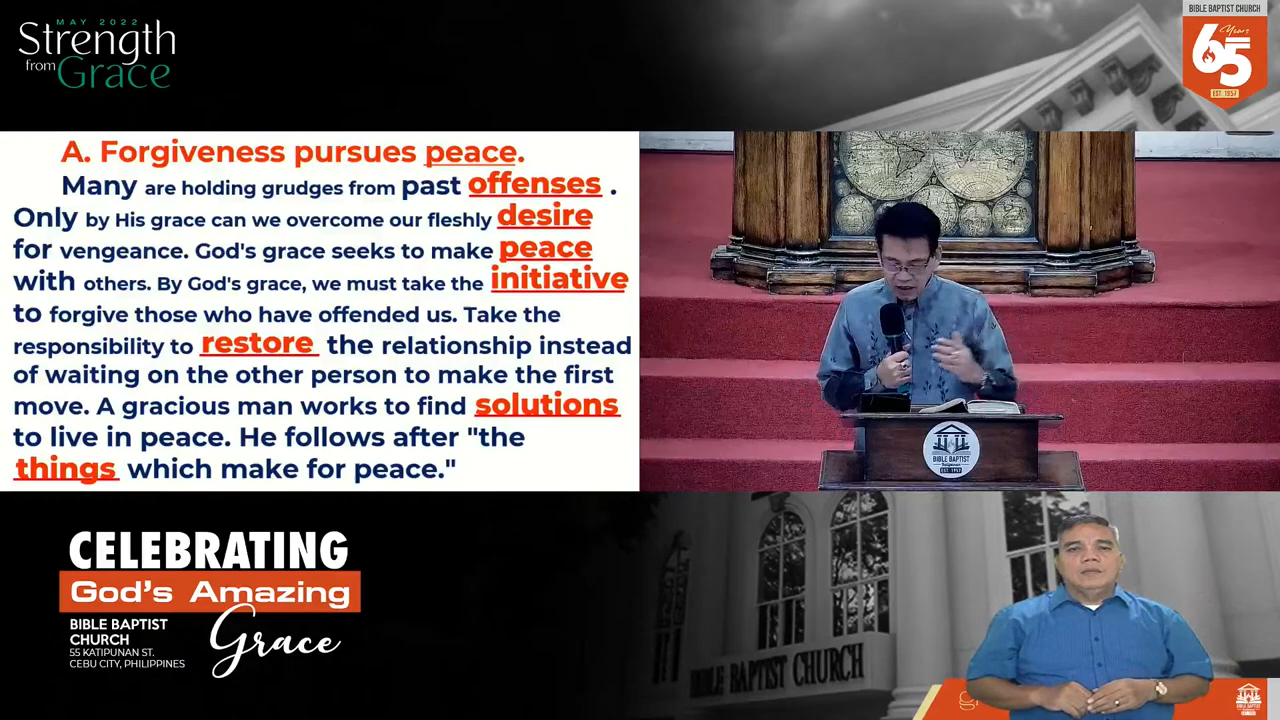 MAY 2022
Strength
from Grace
BIBLE BAPTIST CHURCH
65 Years
EST. 1957
A. Forgiveness pursues peace.
Many are holding grudges from past offenses .
Only by His grace can we overcome our fleshly desire
for vengeance. God's grace seeks to make peace
with others. By God's grace, we must take the initiative
to forgive those who have offended us. Take the
responsibility to restore the relationship instead
of waiting on the other person to make the first
move. A gracious man works to find solutions
to live in peace. He follows after "the
things which make for peace."
BIBLE BAPTIST
Katipunan
EST. 1957
CELEBRATING
God's Amazing
Grace
BIBLE BAPTIST
CHURCH
55 KATIPUNAN ST.
CEBU CITY, PHILIPPINES
BIBLE BAPTIST CHURCH
BIBLE BAPTIST